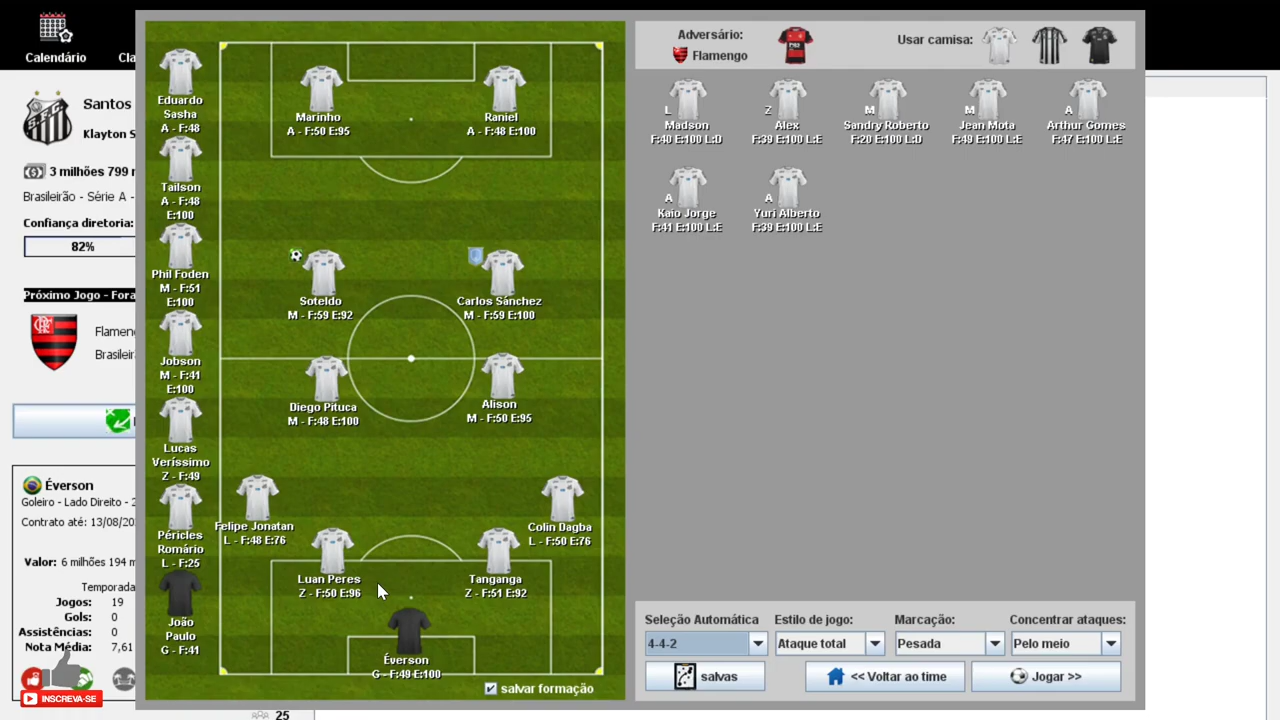 Calendário
Cla
Santos
Klayton S
3 milhões 799 r
Brasileirão - Série A -
Confiança diretoria:
82%
Próximo Jogo - Fora
Flameng
Brasileir
Éverson
Goleiro - Lado Direito - 2
Contrato até: 13/08/20
Valor: 6 milhões 194 m
Temporada
Jogos: 19
Gols: 0
Assistências: 0
Nota Média: 7,61
INSCREVA-SE
25
Eduardo
Sasha
A - F:48
Tailson
A - F:48
E:100
Phil Foden
M - F:51
E:100
Jobson
M - F:41
E:100
Lucas
Veríssimo
Z - F:49
Péricles
Romário
L - F:25
João
Paulo
G - F:41
Marinho
A - F:50 E:95
Raniel
A - F:48 E:100
Soteldo
M - F:59 E:92
Carlos Sánchez
M - F:59 E:100
Diego Pituca
M - F:48 E:100
Alison
M - F:50 E:95
Felipe Jonatan
L - F:48 E:76
Colin Dagba
L - F:50 E:76
Luan Peres
Z - F:50 E:96
Tanganga
Z - F:51 E:92
Éverson
G - F:49 E:100
salvar formação
Adversário:
Flamengo
Usar camisa:
L
Madson
F:40 E:100 L:D
Z
Alex
F:39 E:100 L:E
M
Sandry Roberto
F:20 E:100 L:D
M
Jean Mota
F:49 E:100 L:E
A
Arthur Gomes
F:47 E:100 L:E
A
Kaio Jorge
F:41 E:100 L:E
A
Yuri Alberto
F:39 E:100 L:E
Seleção Automática
Estilo de jogo:
Marcação:
Concentrar ataques:
4-4-2
Ataque total
Pesada
Pelo meio
salvas
<< Voltar ao time
Jogar >>